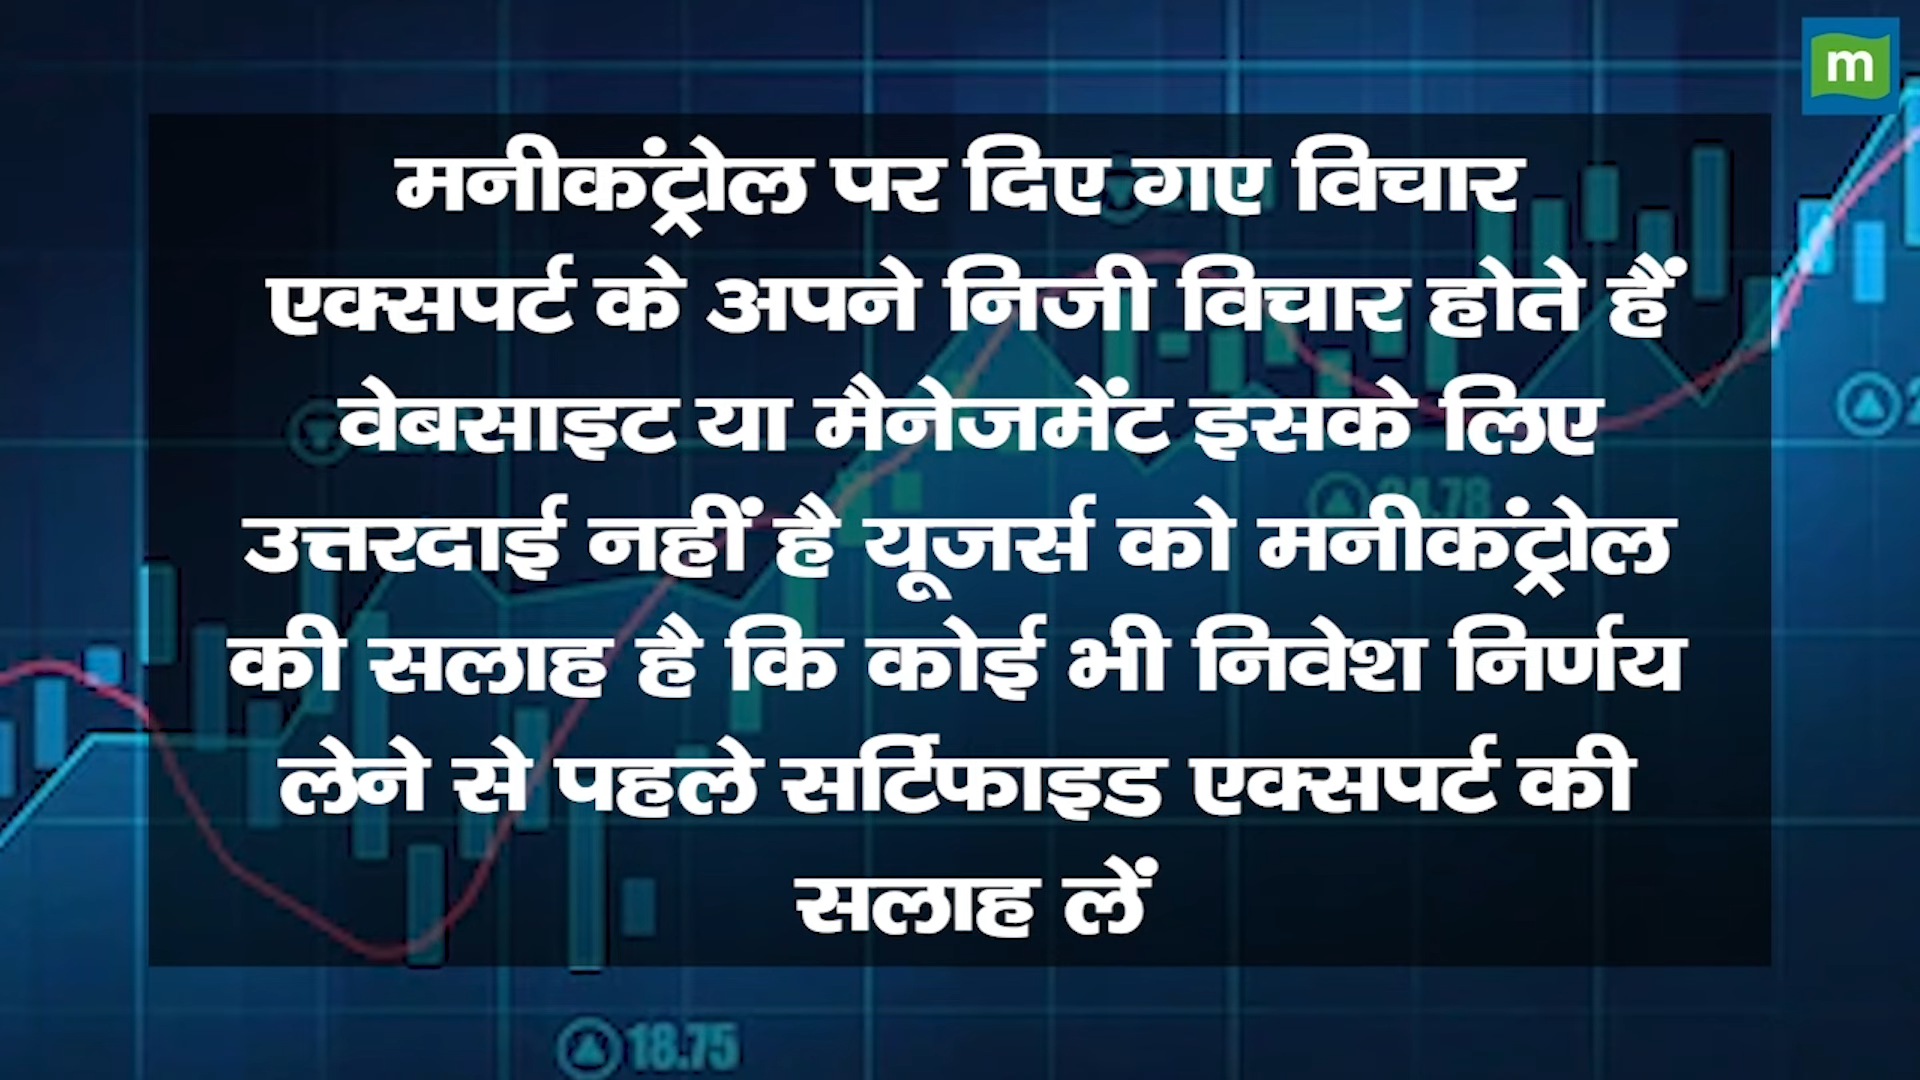 m
मनीकंट्रोल पर दिए गए विचार
एक्सपर्ट के अपने निजी विचार होते हैं
वेबसाइट या मैनेजमेंट इसके लिए
उत्तरदाई नहीं है यूजर्स को मनीकंट्रोल
की सलाह है कि कोई भी निवेश निर्णय
लेने से पहले सर्टिफाइड एक्सपर्ट की
सलाह लें
18.75